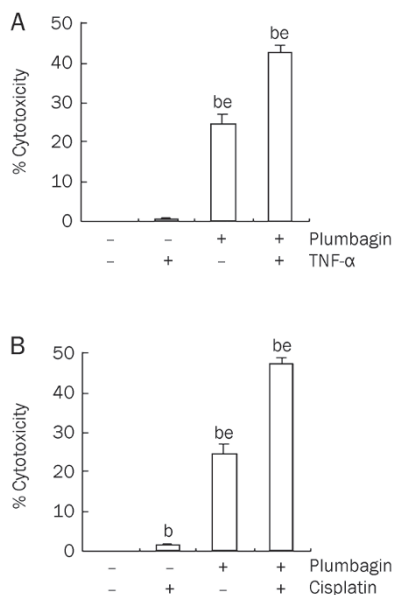 A
50
40
30
20
10
0
% Cytotoxicity
be
be
– – + + Plumbagin
– + – + TNF-α
B
50
40
30
20
10
0
% Cytotoxicity
b
be
be
– – + + Plumbagin
– + – + Cisplatin